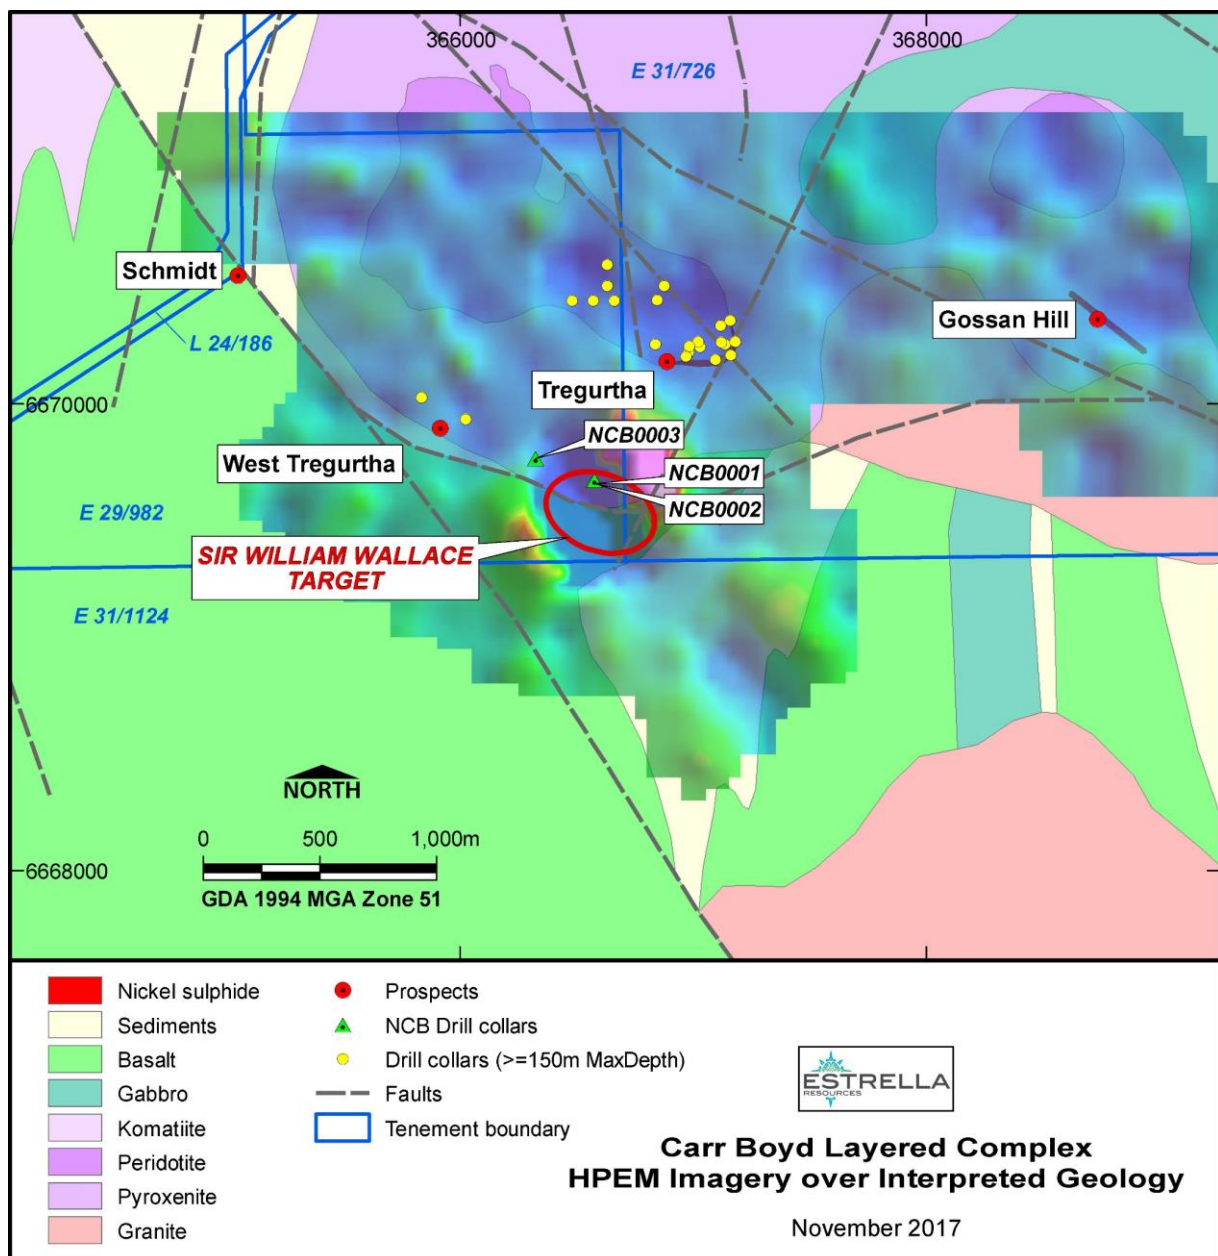 366000
368000
E 31/726
Schmidt
L 24/186
Gossan Hill
Tregurtha
6670000
NCB0003
West Tregurtha
NCB0001
NCB0002
E 29/982
SIR WILLIAM WALLACE
TARGET
E 31/1124
NORTH
0 500 1,000m
6668000
GDA 1994 MGA Zone 51
Nickel sulphide
Sediments
Basalt
Gabbro
Komatiite
Peridotite
Pyroxenite
Granite
Prospects
NCB Drill collars
Drill collars (>=150m MaxDepth)
Faults
Tenement boundary
ESTRELLA
RESOURCES
Carr Boyd Layered Complex
HPEM Imagery over Interpreted Geology
November 2017